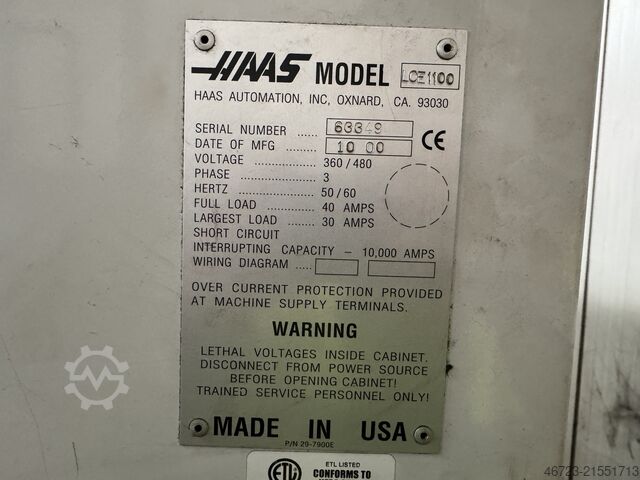 HAAS MODEL LCE1100
HAAS AUTOMATION, INC, OXNARD, CA. 93030
SERIAL NUMBER ..... 63349
DATE OF MFG ......... 10 00
VOLTAGE .................. 360/480
PHASE ...................... 3
HERTZ ...................... 50/60
FULL LOAD .............. 40 AMPS
LARGEST LOAD ....... 30 AMPS
SHORT CIRCUIT
INTERRUPTING CAPACITY – 10,000 AMPS
WIRING DIAGRAM .....
CE
OVER CURRENT PROTECTION PROVIDED
AT MACHINE SUPPLY TERMINALS.
WARNING
LETHAL VOLTAGES INSIDE CABINET.
DISCONNECT FROM POWER SOURCE
BEFORE OPENING CABINET!
TRAINED SERVICE PERSONNEL ONLY!
MADE IN USA
P/N 29-7900E
ETL
ETL LISTED
CONFORMS TO
46723-21551713